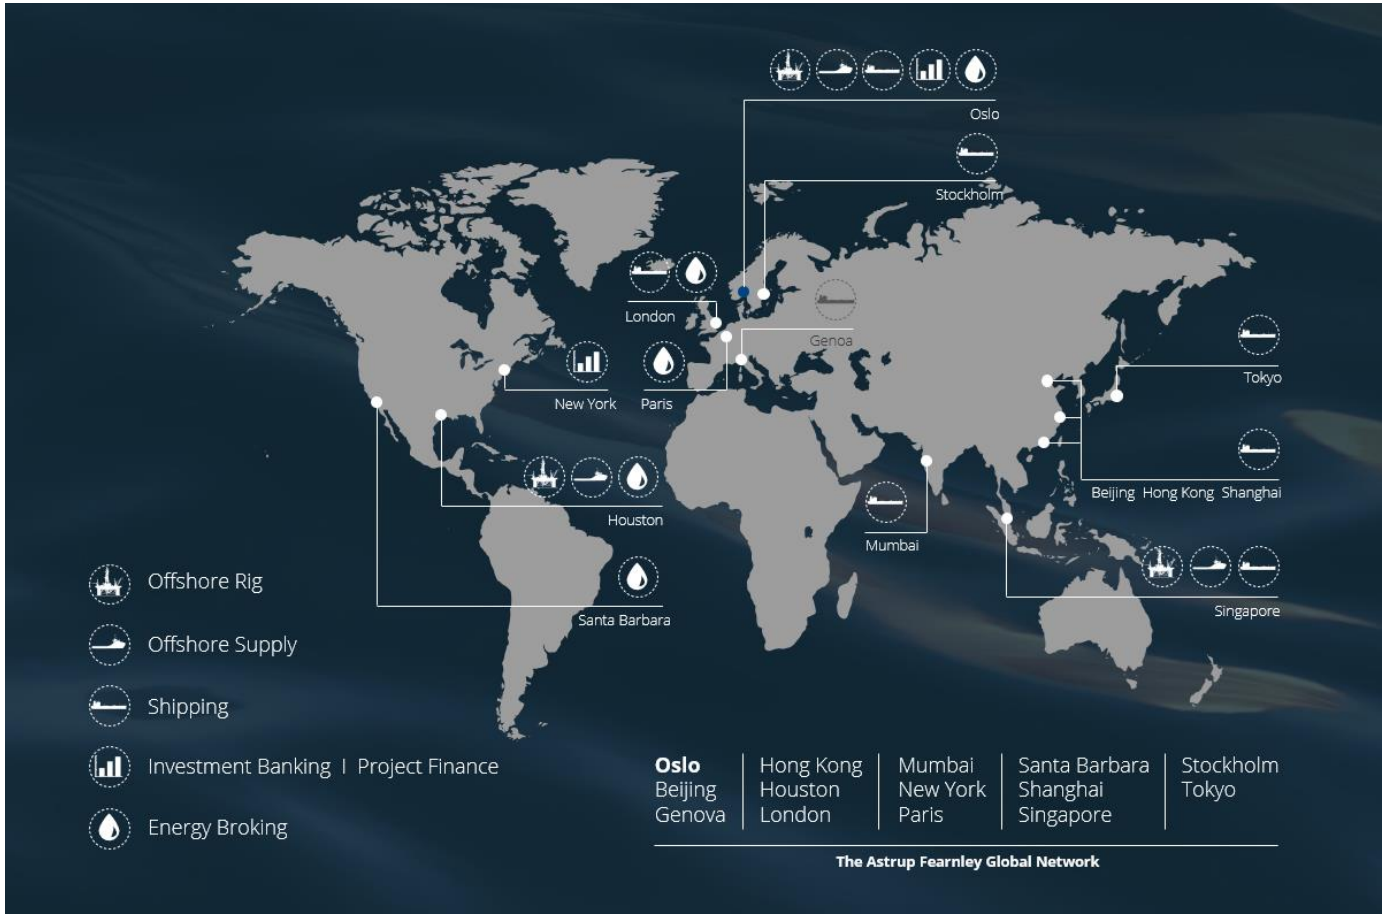 Oslo
Stockholm
London
Genoa
New York
Paris
Tokyo
Beijing Hong Kong Shanghai
Houston
Mumbai
Singapore
Santa Barbara
Offshore Rig
Offshore Supply
Shipping
Investment Banking I Project Finance
Energy Broking
Oslo
Beijing
Genova
Hong Kong
Houston
London
Mumbai
New York
Paris
Santa Barbara
Shanghai
Singapore
Stockholm
Tokyo
The Astrup Fearnley Global Network